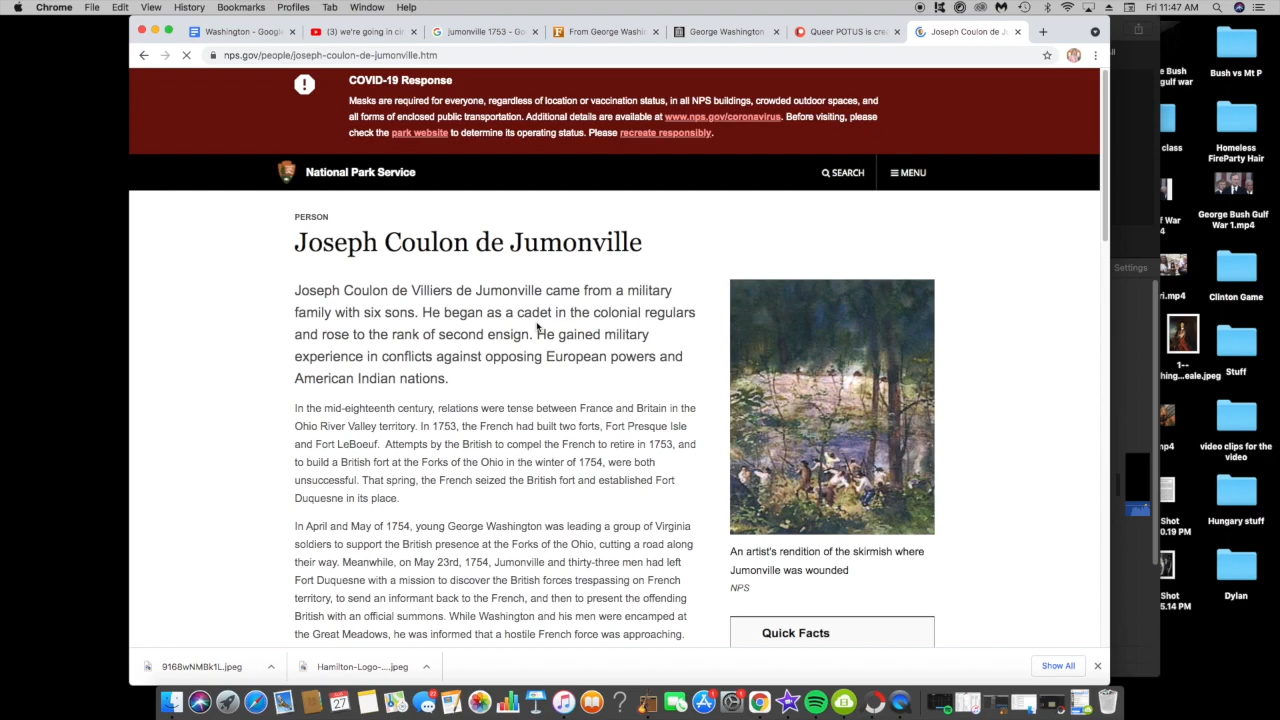 Chrome File Edit View History Bookmarks Profiles Tab Window Help
Fri 11:47 AM
Washington - Google
(3) we're going in cir
jumonville 1753 - Go
From George Washin
George Washington
Queer POTUS is cre
Joseph Coulon de Ju
nps.gov/people/joseph-coulon-de-jumonville.htm
COVID-19 Response
Masks are required for everyone, regardless of location or vaccination status, in all NPS buildings, crowded outdoor spaces, and
all forms of enclosed public transportation. Additional details are available at www.nps.gov/coronavirus. Before visiting, please
check the park website to determine its operating status. Please recreate responsibly.
National Park Service
SEARCH
MENU
PERSON
Joseph Coulon de Jumonville
Joseph Coulon de Villiers de Jumonville came from a military
family with six sons. He began as a cadet in the colonial regulars
and rose to the rank of second ensign. He gained military
experience in conflicts against opposing European powers and
American Indian nations.
In the mid-eighteenth century, relations were tense between France and Britain in the
Ohio River Valley territory. In 1753, the French had built two forts, Fort Presque Isle
and Fort LeBoeuf. Attempts by the British to compel the French to retire in 1753, and
to build a British fort at the Forks of the Ohio in the winter of 1754, were both
unsuccessful. That spring, the French seized the British fort and established Fort
Duquesne in its place.
In April and May of 1754, young George Washington was leading a group of Virginia
soldiers to support the British presence at the Forks of the Ohio, cutting a road along
their way. Meanwhile, on May 23rd, 1754, Jumonville and thirty-three men had left
Fort Duquesne with a mission to discover the British forces trespassing on French
territory, to send an informant back to the French, and then to present the offending
British with an official summons. While Washington and his men were encamped at
the Great Meadows, he was informed that a hostile French force was approaching.
An artist's rendition of the skirmish where
Jumonville was wounded
NPS
Quick Facts
9168wNMBk1L.jpeg
Hamilton-Logo-....jpeg
Show All
Settings
e Bush
gulf war
Bush vs Mt P
class
Homeless
FireParty Hair
f War
4
George Bush Gulf
War 1.mp4
ri.mp4
Clinton Game
1--
hing...eale.jpeg
Stuff
mp4
video clips for the
video
Shot
0.19 PM
Hungary stuff
Shot
5.14 PM
Dylan
27